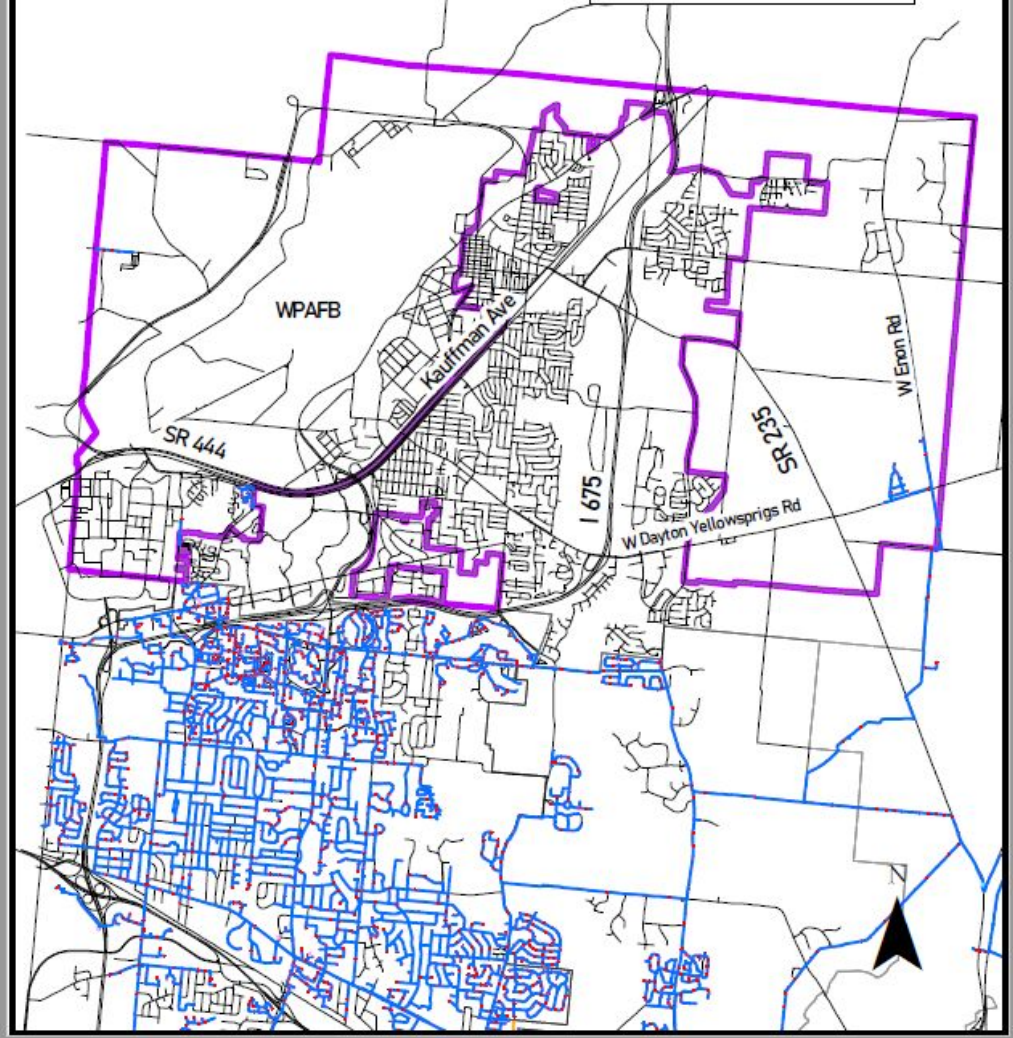 WPAFB
Kauffman Ave
W Enon Rd
SR 444
SR 235
I 675
W Dayton Yellowsprigs Rd